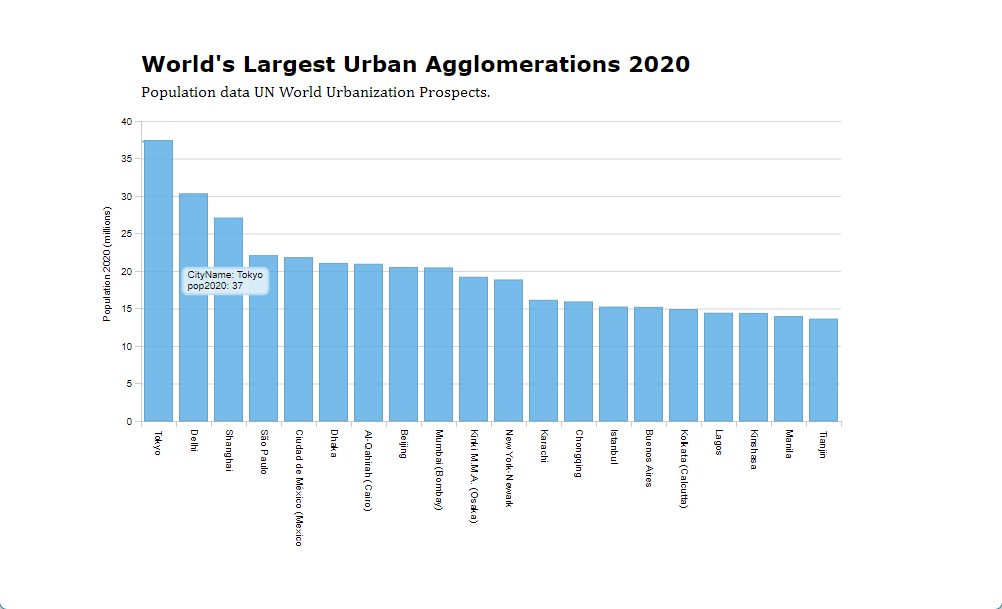 World's Largest Urban Agglomerations 2020
Population data UN World Urbanization Prospects.
40
35
30
25
20
15
10
5
0
Population 2020 (millions)
CityName: Tokyo
pop2020: 37
Tokyo
Delhi
Shanghai
São Paulo
Ciudad de México (Mexico
Dhaka
Al-Qahirah (Cairo)
Beijing
Mumbai (Bombay)
Kinki M.M.A. (Osaka)
New York-Newark
Karachi
Chongqing
Istanbul
Buenos Aires
Kolkata (Calcutta)
Lagos
Kinshasa
Manila
Tianjin